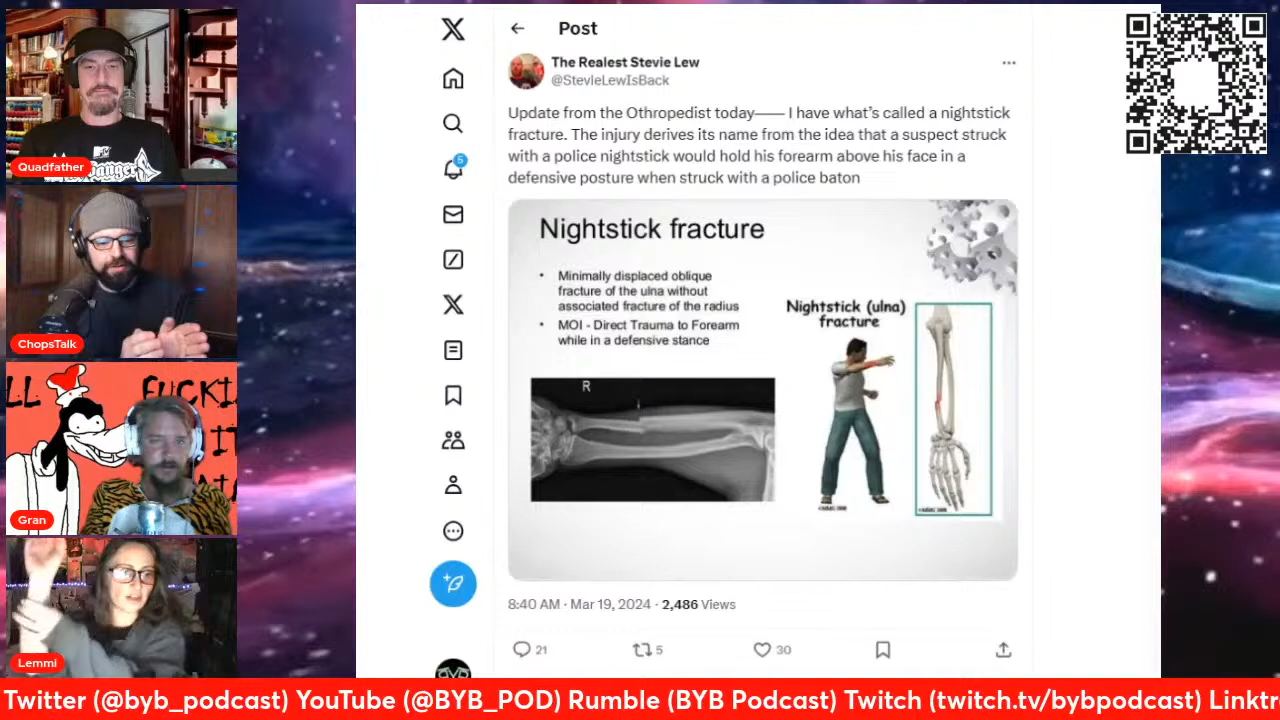 Post
The Realest Stevie Lew
@StevieLewIsBack
Update from the Othropedist today—— I have what's called a nightstick
fracture. The injury derives its name from the idea that a suspect struck
with a police nightstick would hold his forearm above his face in a
defensive posture when struck with a police baton
Nightstick fracture
• Minimally displaced oblique
fracture of the ulna without
associated fracture of the radius
• MOI - Direct Trauma to Forearm
while in a defensive stance
Nightstick (ulna)
fracture
R
8:40 AM · Mar 19, 2024 · 2,486 Views
21
5
30
5
MTV
Quadfather
ChopsTalk
LL
FUCKI
IT
Gran
Lemmi
Twitter (@byb_podcast) YouTube (@BYB_POD) Rumble (BYB Podcast) Twitch (twitch.tv/bybpodcast) Linktr